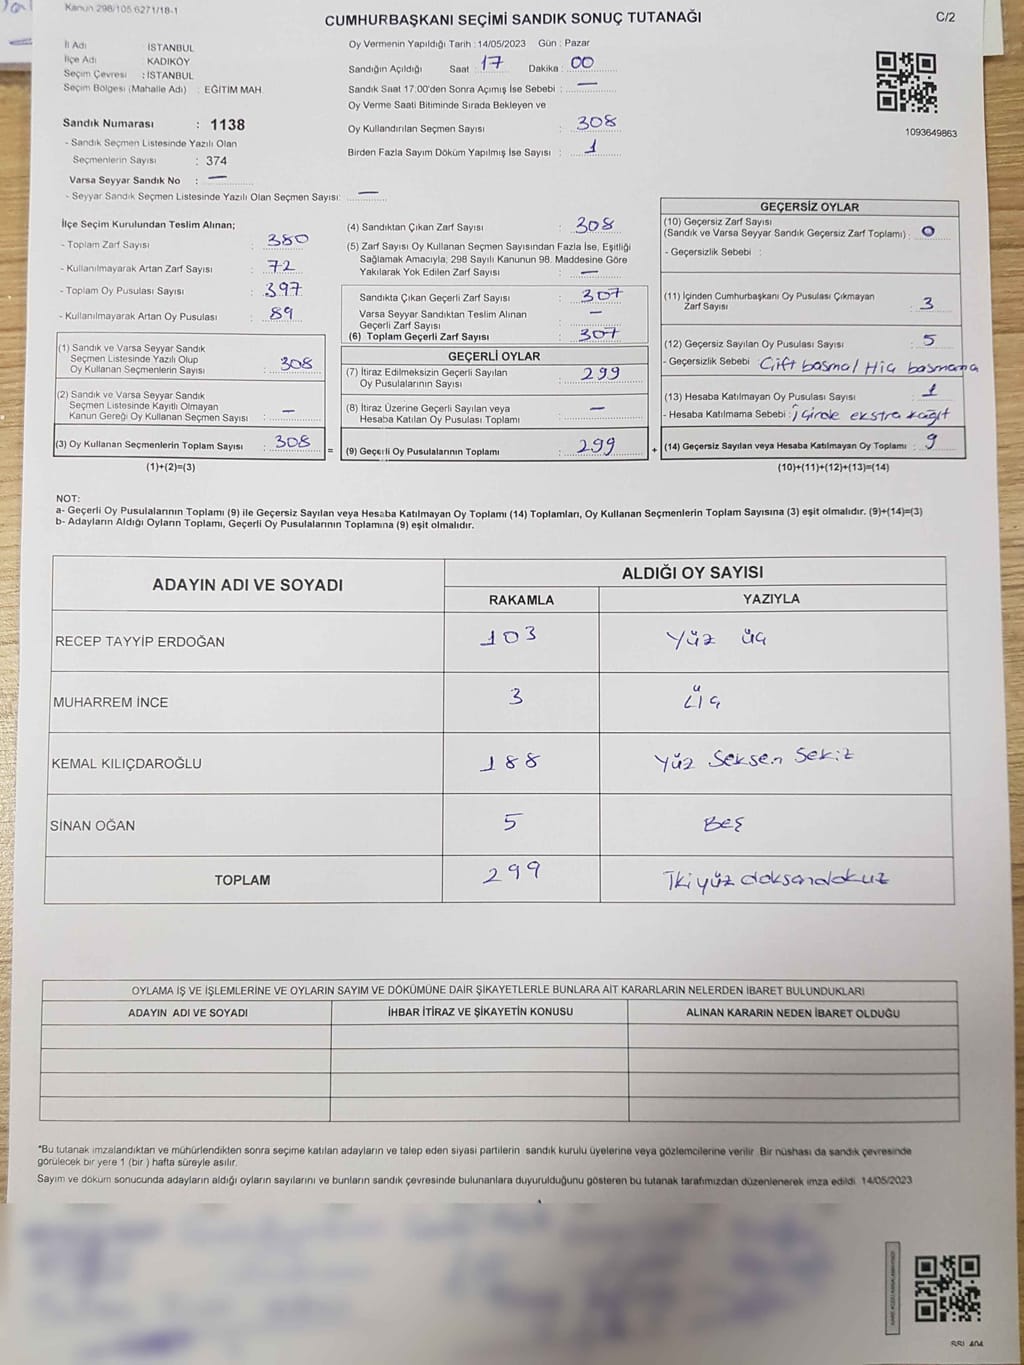 Kanun 298/105 6271/18-1
CUMHURBAŞKANI SEÇİMİ SANDIK SONUÇ TUTANAĞI
C/2
İl Adı : İSTANBUL
İlçe Adı : KADIKÖY
Seçim Çevresi : İSTANBUL
Seçim Bölgesi (Mahalle Adı) : EĞİTİM MAH.
Sandık Numarası : 1138
- Sandık Seçmen Listesinde Yazılı Olan
Seçmenlerin Sayısı : 374
Varsa Seyyar Sandık No : —
- Seyyar Sandık Seçmen Listesinde Yazılı Olan Seçmen Sayısı: —
Oy Vermenin Yapıldığı Tarih : 14/05/2023 Gün : Pazar
Sandığın Açıldığı Saat 17 Dakika : 00
Sandık Saat 17.00'den Sonra Açımış İse Sebebi : —
Oy Verme Saati Bitiminde Sırada Bekleyen ve
Oy Kullandırılan Seçmen Sayısı : 308
Birden Fazla Sayım Döküm Yapılmış İse Sayısı : 1
1093649863
İlçe Seçim Kurulundan Teslim Alınan;
- Toplam Zarf Sayısı : 380
- Kullanılmayarak Artan Zarf Sayısı : 72
- Toplam Oy Pusulası Sayısı : 397
- Kullanılmayarak Artan Oy Pusulası : 89
(1) Sandık ve Varsa Seyyar Sandık
Seçmen Listesinde Yazılı Olup
Oy Kullanan Seçmenlerin Sayısı : 308
(2) Sandık ve Varsa Seyyar Sandık
Seçmen Listesinde Kayıtlı Olmayan
Kanun Gereği Oy Kullanan Seçmen Sayısı : —
(3) Oy Kullanan Seçmenlerin Toplam Sayısı : 308
(1)+(2)=(3)
(4) Sandıktan Çıkan Zarf Sayısı : 308
(5) Zarf Sayısı Oy Kullanan Seçmen Sayısından Fazla İse, Eşitliği
Sağlamak Amacıyla, 298 Sayılı Kanunun 98. Maddesine Göre
Yakılarak Yok Edilen Zarf Sayısı : —
Sandıkta Çıkan Geçerli Zarf Sayısı : 307
Varsa Seyyar Sandıktan Teslim Alınan
Geçerli Zarf Sayısı : —
(6) Toplam Geçerli Zarf Sayısı : 307
GEÇERLİ OYLAR
(7) İtiraz Edilmeksizin Geçerli Sayılan
Oy Pusulalarının Sayısı : 299
(8) İtiraz Üzerine Geçerli Sayılan veya
Hesaba Katılan Oy Pusulası Toplamı : —
= (9) Geçerli Oy Pusulalarının Toplamı : 299
GEÇERSİZ OYLAR
(10) Geçersiz Zarf Sayısı
(Sandık ve Varsa Seyyar Sandık Geçersiz Zarf Toplamı) : 0
- Geçersizlik Sebebi :
(11) İçinden Cumhurbaşkanı Oy Pusulası Çıkmayan
Zarf Sayısı : 3
(12) Geçersiz Sayılan Oy Pusulası Sayısı : 5
- Geçersizlik Sebebi : Çift basma / Hiç basmama
(13) Hesaba Katılmayan Oy Pusulası Sayısı : 1
- Hesaba Katılmama Sebebi : İçinde ekstra kağıt
+ (14) Geçersiz Sayılan veya Hesaba Katılmayan Oy Toplamı : 9
(10)+(11)+(12)+(13)=(14)
NOT:
a- Geçerli Oy Pusulalarının Toplamı (9) ile Geçersiz Sayılan veya Hesaba Katılmayan Oy Toplamı (14) Toplamları, Oy Kullanan Seçmenlerin Toplam Sayısına (3) eşit olmalıdır. (9)+(14)=(3)
b- Adayların Aldığı Oyların Toplamı, Geçerli Oy Pusulalarının Toplamına (9) eşit olmalıdır.
ADAYIN ADI VE SOYADI
ALDIĞI OY SAYISI
RAKAMLA YAZIYLA
RECEP TAYYİP ERDOĞAN 103 Yüz üç
MUHARREM İNCE 3 Üç
KEMAL KILIÇDAROĞLU 188 Yüz Seksen Sekiz
SİNAN OĞAN 5 BEŞ
TOPLAM 299 İkiyüz doksandokuz
OYLAMA İŞ VE İŞLEMLERİNE VE OYLARIN SAYIM VE DÖKÜMÜNE DAİR ŞİKAYETLERLE BUNLARA AİT KARARLARIN NELERDEN İBARET BULUNDUKLARI
ADAYIN ADI VE SOYADI İHBAR İTİRAZ VE ŞİKAYETİN KONUSU ALINAN KARARIN NEDEN İBARET OLDUĞU
*Bu tutanak imzalandıktan ve mühürlendikten sonra seçime katılan adayların ve talep eden siyasi partilerin sandık kurulu üyelerine veya gözlemcilerine verilir. Bir nüshası da sandık çevresinde
görülecek bir yere 1 (bir ) hafta süreyle asılır.
Sayım ve döküm sonucunda adayların aldığı oyların sayılarını ve bunların sandık çevresinde bulunanlara duyurulduğunu gösteren bu tutanak tarafımızdan düzenlenerek imza edildi. 14/05/2023